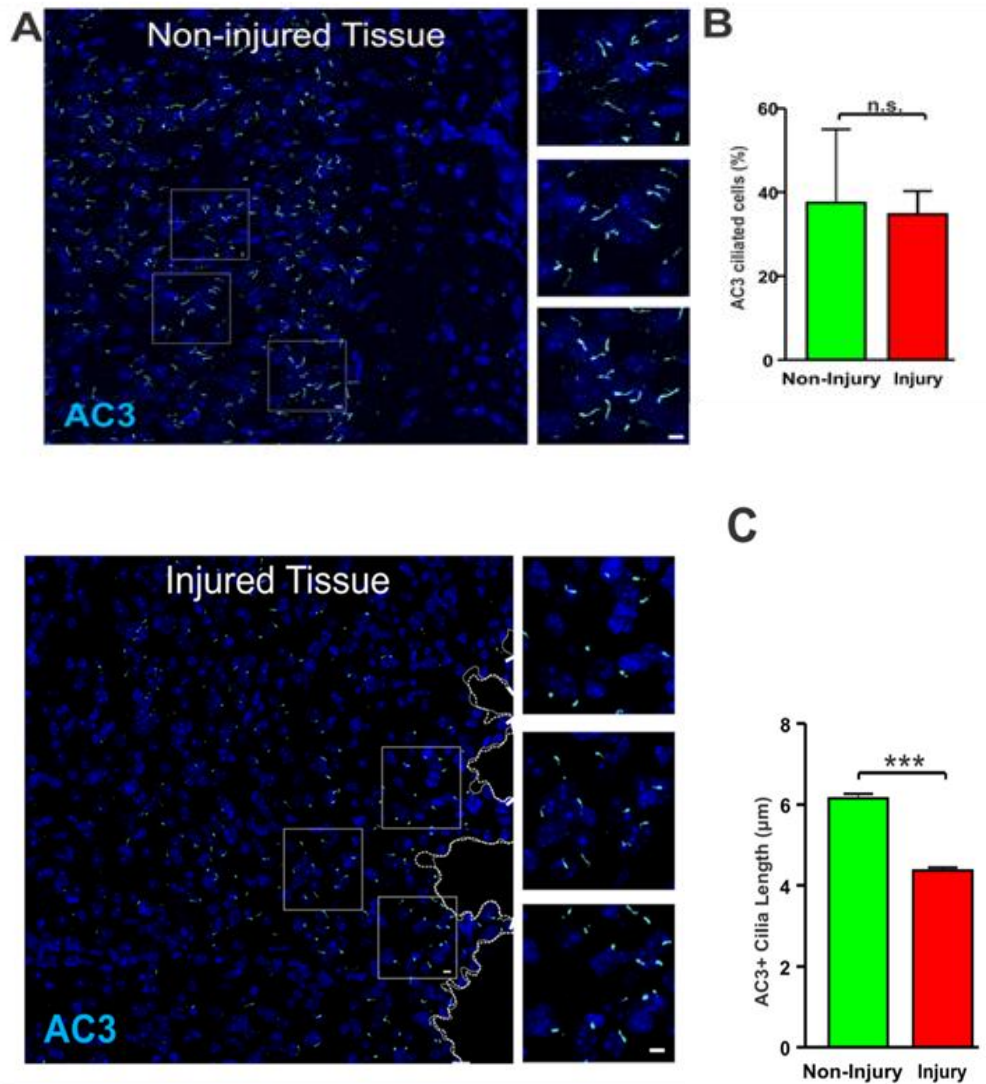 A
Non-injured Tissue
AC3
B
60
40
20
0
AC3 ciliated cells (%)
n.s.
Non-Injury Injury
Injured Tissue
AC3
C
8
6
4
2
0
AC3+ Cilia Length (μm)
***
Non-Injury Injury